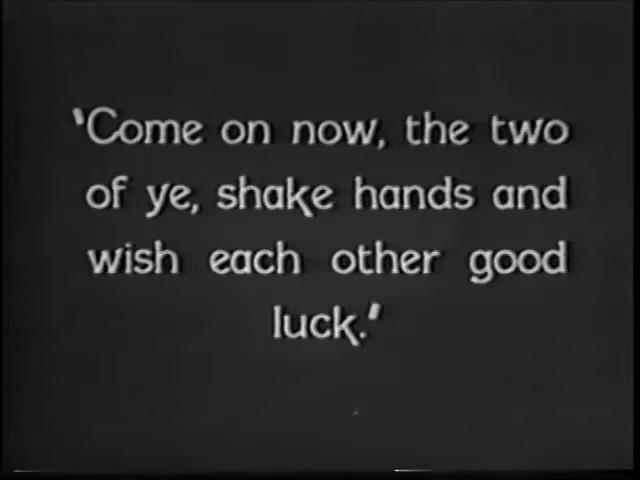 "Come on now, the two
of ye, shake hands and
wish each other good
luck."